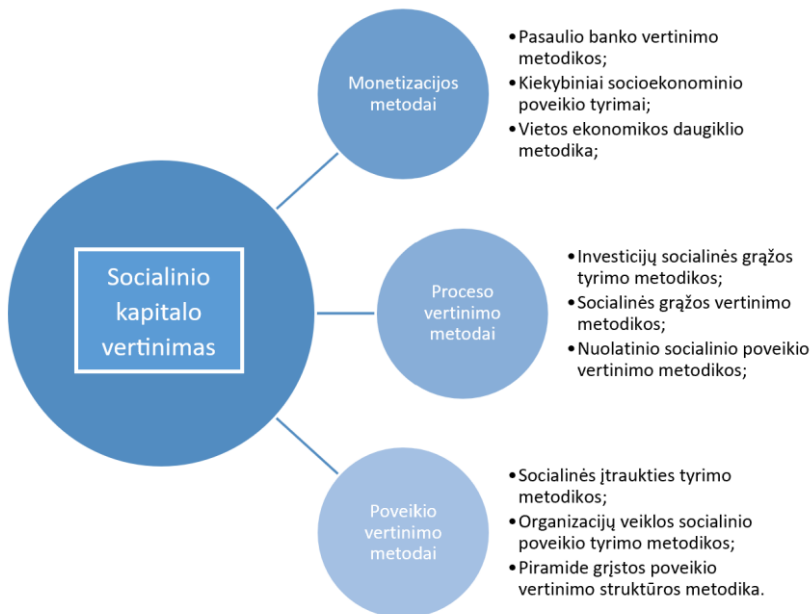 Socialinio
kapitalo
vertinimas
Monetizacijos
metodai
•Pasaulio banko vertinimo
metodikos;
•Kiekybiniai socioekonominio
poveikio tyrimai;
•Vietos ekonomikos daugiklio
metodika;
Proceso
vertinimo
metodai
•Investicijų socialinės grąžos
tyrimo metodikos;
•Socialinės grąžos vertinimo
metodikos;
•Nuolatinio socialinio poveikio
vertinimo metodikos;
Poveikio
vertinimo
metodai
•Socialinės įtraukties tyrimo
metodikos;
•Organizacijų veiklos socialinio
poveikio tyrimo metodikos;
•Piramide grįstos poveikio
vertinimo struktūros metodika.